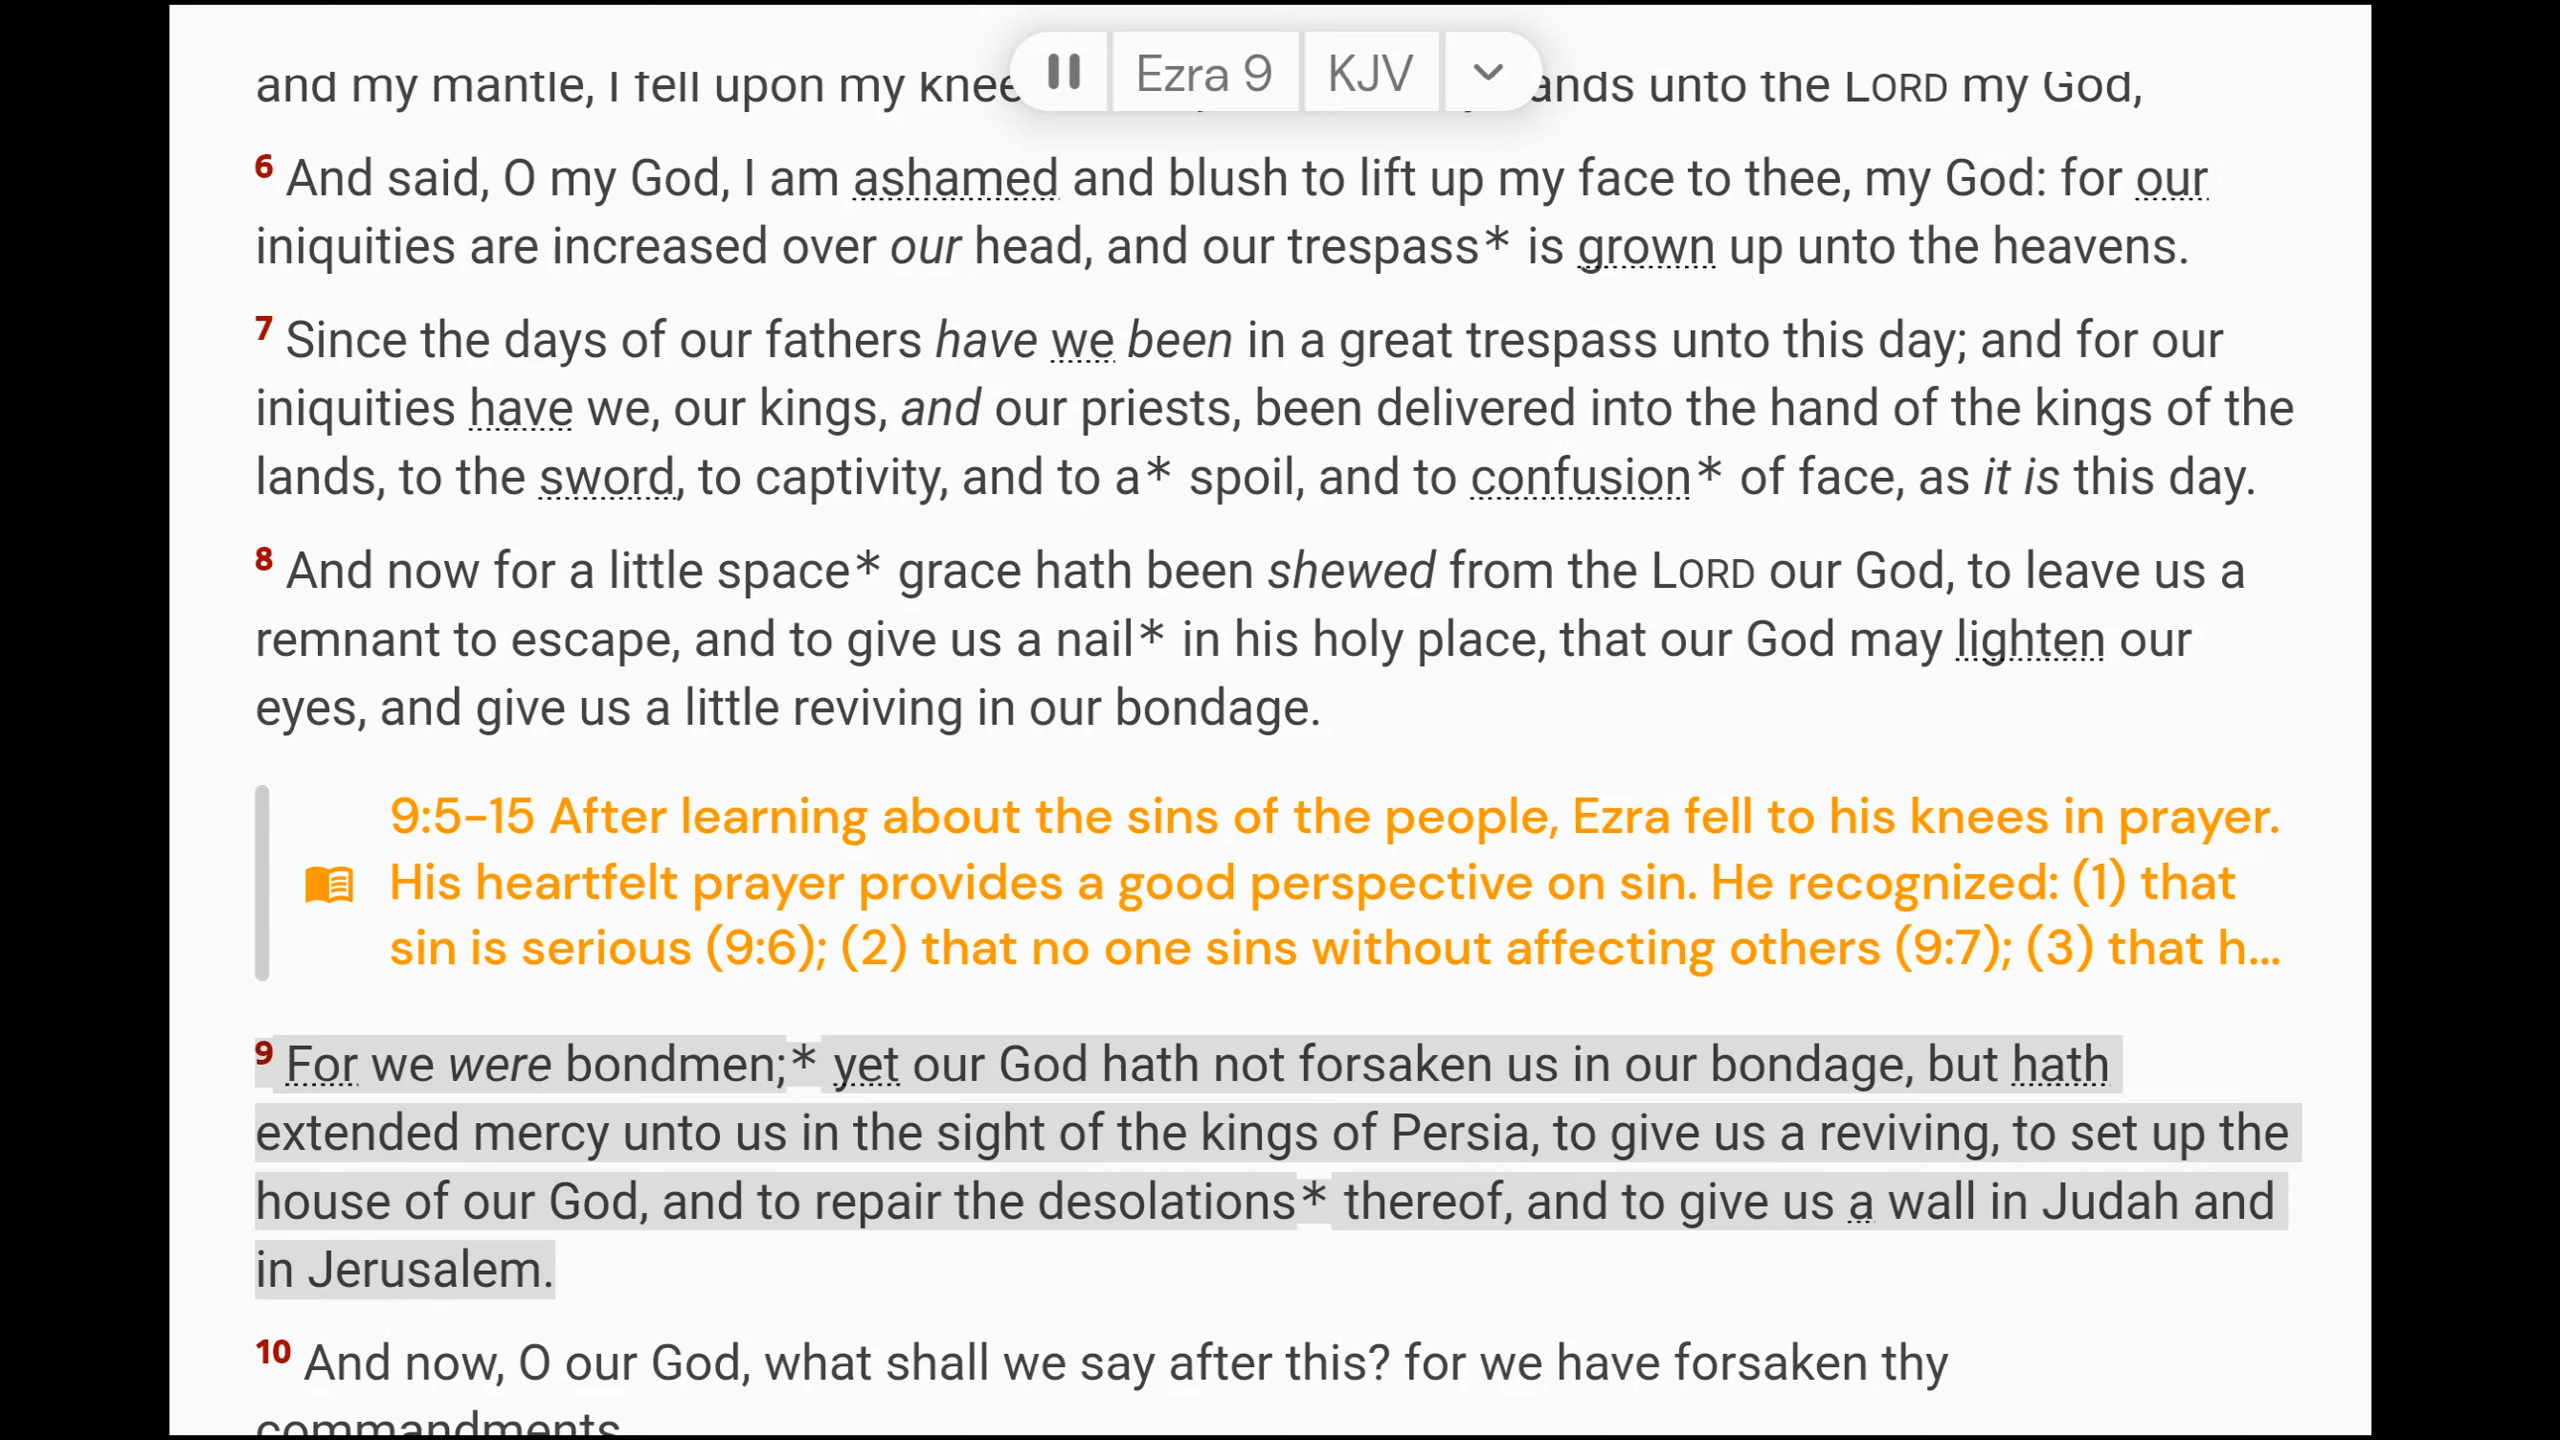 Ezra 9 KJV
and my mantle, I fell upon my knee ands unto the LORD my God,
6 And said, O my God, I am ashamed and blush to lift up my face to thee, my God: for our
iniquities are increased over our head, and our trespass* is grown up unto the heavens.
7 Since the days of our fathers have we been in a great trespass unto this day; and for our
iniquities have we, our kings, and our priests, been delivered into the hand of the kings of the
lands, to the sword, to captivity, and to a* spoil, and to confusion* of face, as it is this day.
8 And now for a little space* grace hath been shewed from the LORD our God, to leave us a
remnant to escape, and to give us a nail* in his holy place, that our God may lighten our
eyes, and give us a little reviving in our bondage.
9:5–15 After learning about the sins of the people, Ezra fell to his knees in prayer.
His heartfelt prayer provides a good perspective on sin. He recognized: (1) that
sin is serious (9:6); (2) that no one sins without affecting others (9:7); (3) that h...
9 For we were bondmen;* yet our God hath not forsaken us in our bondage, but hath
extended mercy unto us in the sight of the kings of Persia, to give us a reviving, to set up the
house of our God, and to repair the desolations* thereof, and to give us a wall in Judah and
in Jerusalem.
10 And now, O our God, what shall we say after this? for we have forsaken thy
commandments